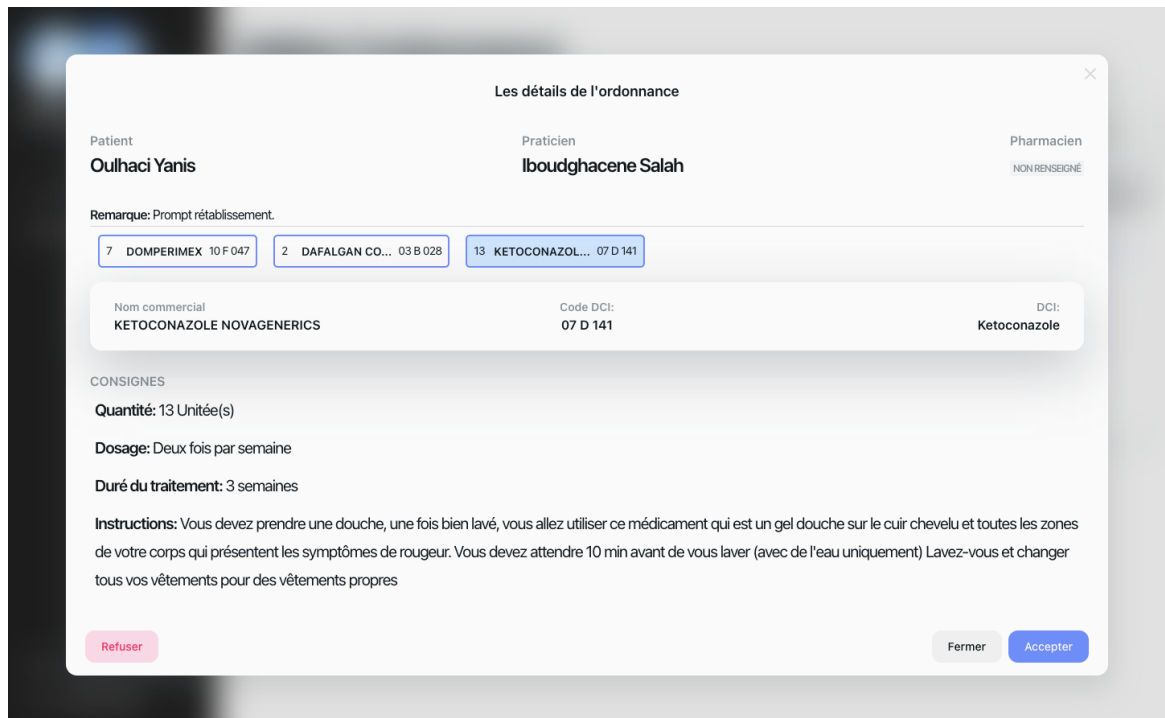 Les détails de l'ordonnance
Patient
Praticien
Pharmacien
Oulhaci Yanis
Iboudghacene Salah
NON RENSEIGNÉ
Remarque: Prompt rétablissement.
7 DOMPERIMEX 10 F 047
2 DAFALGAN CO... 03 B 028
13 KETOCONAZOL... 07 D 141
Nom commercial
Code DCI:
DCI:
KETOCONAZOLE NOVAGENERICS
07 D 141
Ketoconazole
CONSIGNES
Quantité: 13 Unitée(s)
Dosage: Deux fois par semaine
Duré du traitement: 3 semaines
Instructions: Vous devez prendre une douche, une fois bien lavé, vous allez utiliser ce médicament qui est un gel douche sur le cuir chevelu et toutes les zones
de votre corps qui présentent les symptômes de rougeur. Vous devez attendre 10 min avant de vous laver (avec de l'eau uniquement) Lavez-vous et changer
tous vos vêtements pour des vêtements propres
Refuser
Fermer
Accepter